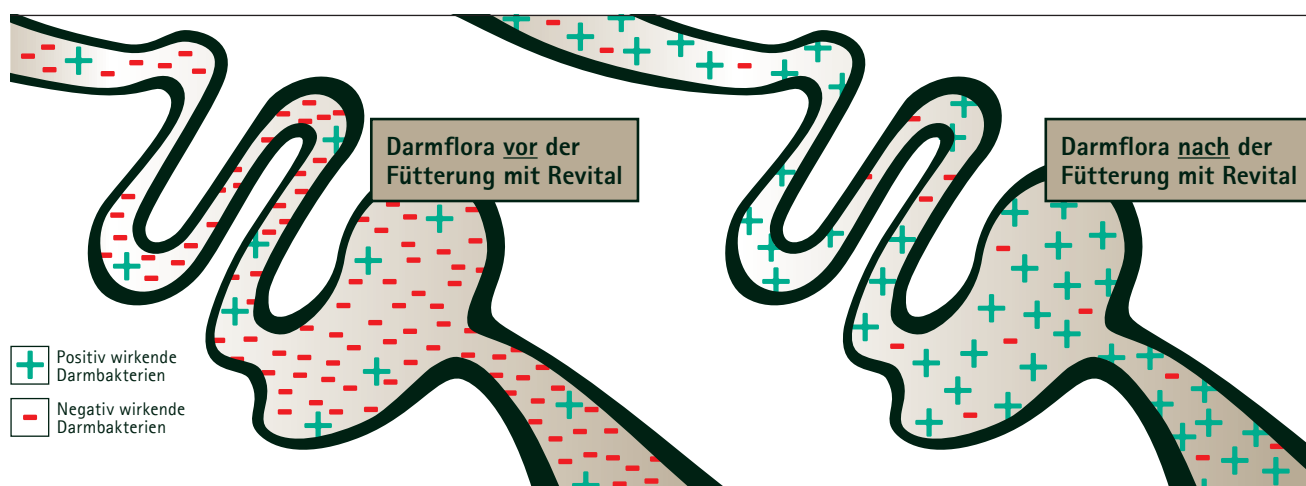 Darmflora vor der
Fütterung mit Revital
Darmflora nach der
Fütterung mit Revital
Positiv wirkende
Darmbakterien
Negativ wirkende
Darmbakterien